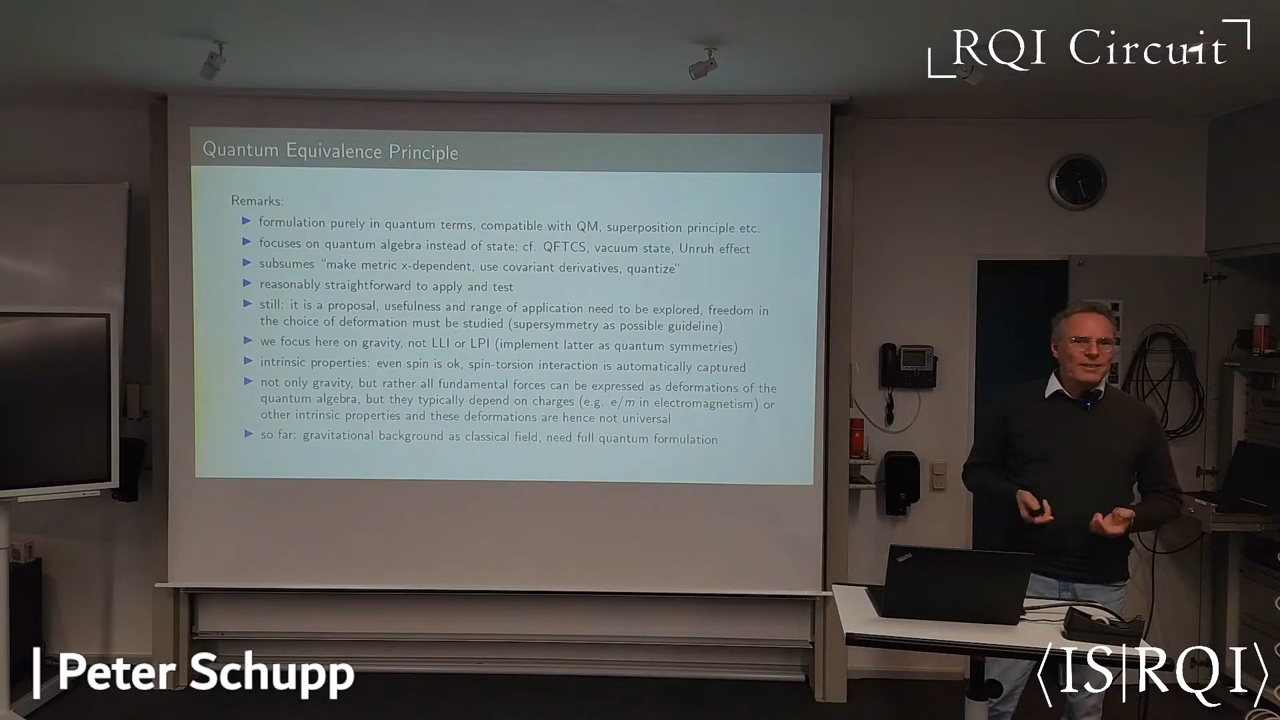 RQI Circuit
Quantum Equivalence Principle
Remarks:
formulation purely in quantum terms, compatible with QM, superposition principle etc.
focuses on quantum algebra instead of state; cf. QFTCS, vacuum state, Unruh effect
subsumes "make metric x-dependent, use covariant derivatives, quantize"
reasonably straightforward to apply and test
still: it is a proposal, usefulness and range of application need to be explored, freedom in
the choice of deformation must be studied (supersymmetry as possible guideline)
we focus here on gravity, not LLI or LPI (implement latter as quantum symmetries)
intrinsic properties: even spin is ok, spin-torsion interaction is automatically captured
not only gravity, but rather all fundamental forces can be expressed as deformations of the
quantum algebra, but they typically depend on charges (e.g. e/m in electromagnetism) or
other intrinsic properties and these deformations are hence not universal
so far: gravitational background as classical field, need full quantum formulation
ThinkPad
| Peter Schupp
⟨IS|RQI⟩